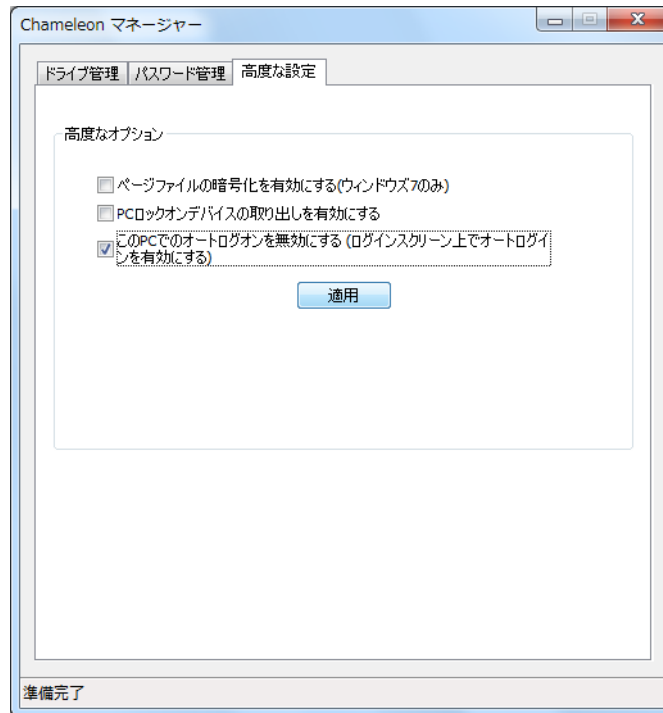 Chameleon マネージャー
ドライブ管理 パスワード管理 高度な設定
高度なオプション
ページファイルの暗号化を有効にする(ウィンドウズ7のみ)
PCロックオンデバイスの取り出しを有効にする
このPCでのオートログオンを無効にする (ログインスクリーン上でオートログイ
ンを有効にする)
適用
準備完了